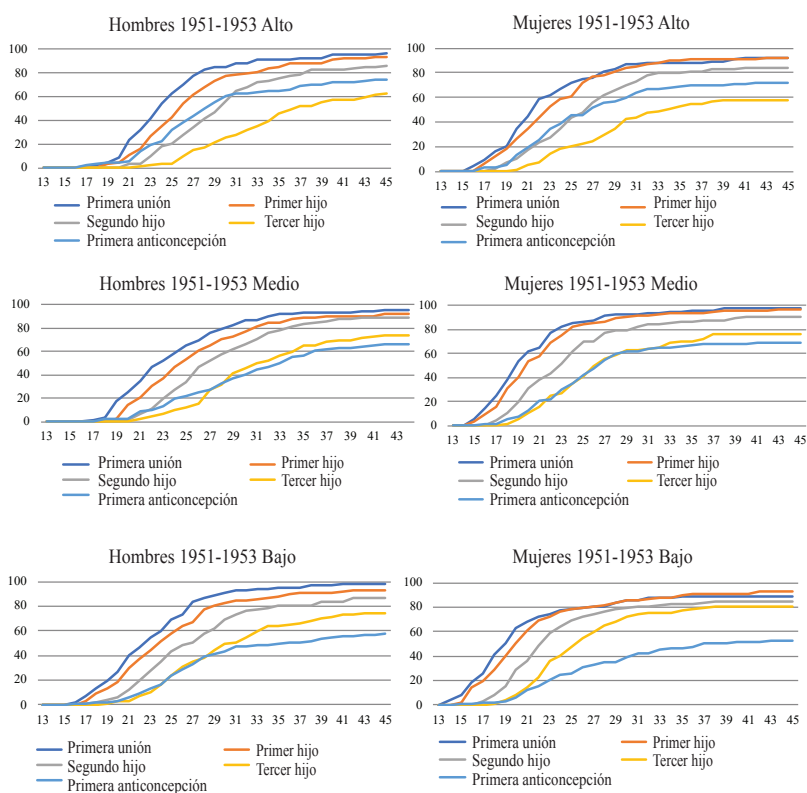 Hombres 1951-1953 Alto
100
80
60
40
20
0
13 15 17 19 21 23 25 27 29 31 33 35 37 39 41 43 45
Primera unión Primer hijo
Segundo hijo Tercer hijo
Primera anticoncepción
Mujeres 1951-1953 Alto
100
80
60
40
20
0
13 15 17 19 21 23 25 27 29 31 33 35 37 39 41 43 45
Primera unión Primer hijo
Segundo hijo Tercer hijo
Primera anticoncepción
Hombres 1951-1953 Medio
100
80
60
40
20
0
13 15 17 19 21 23 25 27 29 31 33 35 37 39 41 43
Primera unión Primer hijo
Segundo hijo Tercer hijo
Primera anticoncepción
Mujeres 1951-1953 Medio
100
80
60
40
20
0
13 15 17 19 21 23 25 27 29 31 33 35 37 39 41 43 45
Primera unión Primer hijo
Segundo hijo Tercer hijo
Primera anticoncepción
Hombres 1951-1953 Bajo
100
80
60
40
20
0
13 15 17 19 21 23 25 27 29 31 33 35 37 39 41 43 45
Primera unión Primer hijo
Segundo hijo Tercer hijo
Primera anticoncepción
Mujeres 1951-1953 Bajo
100
80
60
40
20
0
13 15 17 19 21 23 25 27 29 31 33 35 37 39 41 43 45
Primera unión Primer hijo
Segundo hijo Tercer hijo
Primera anticoncepción